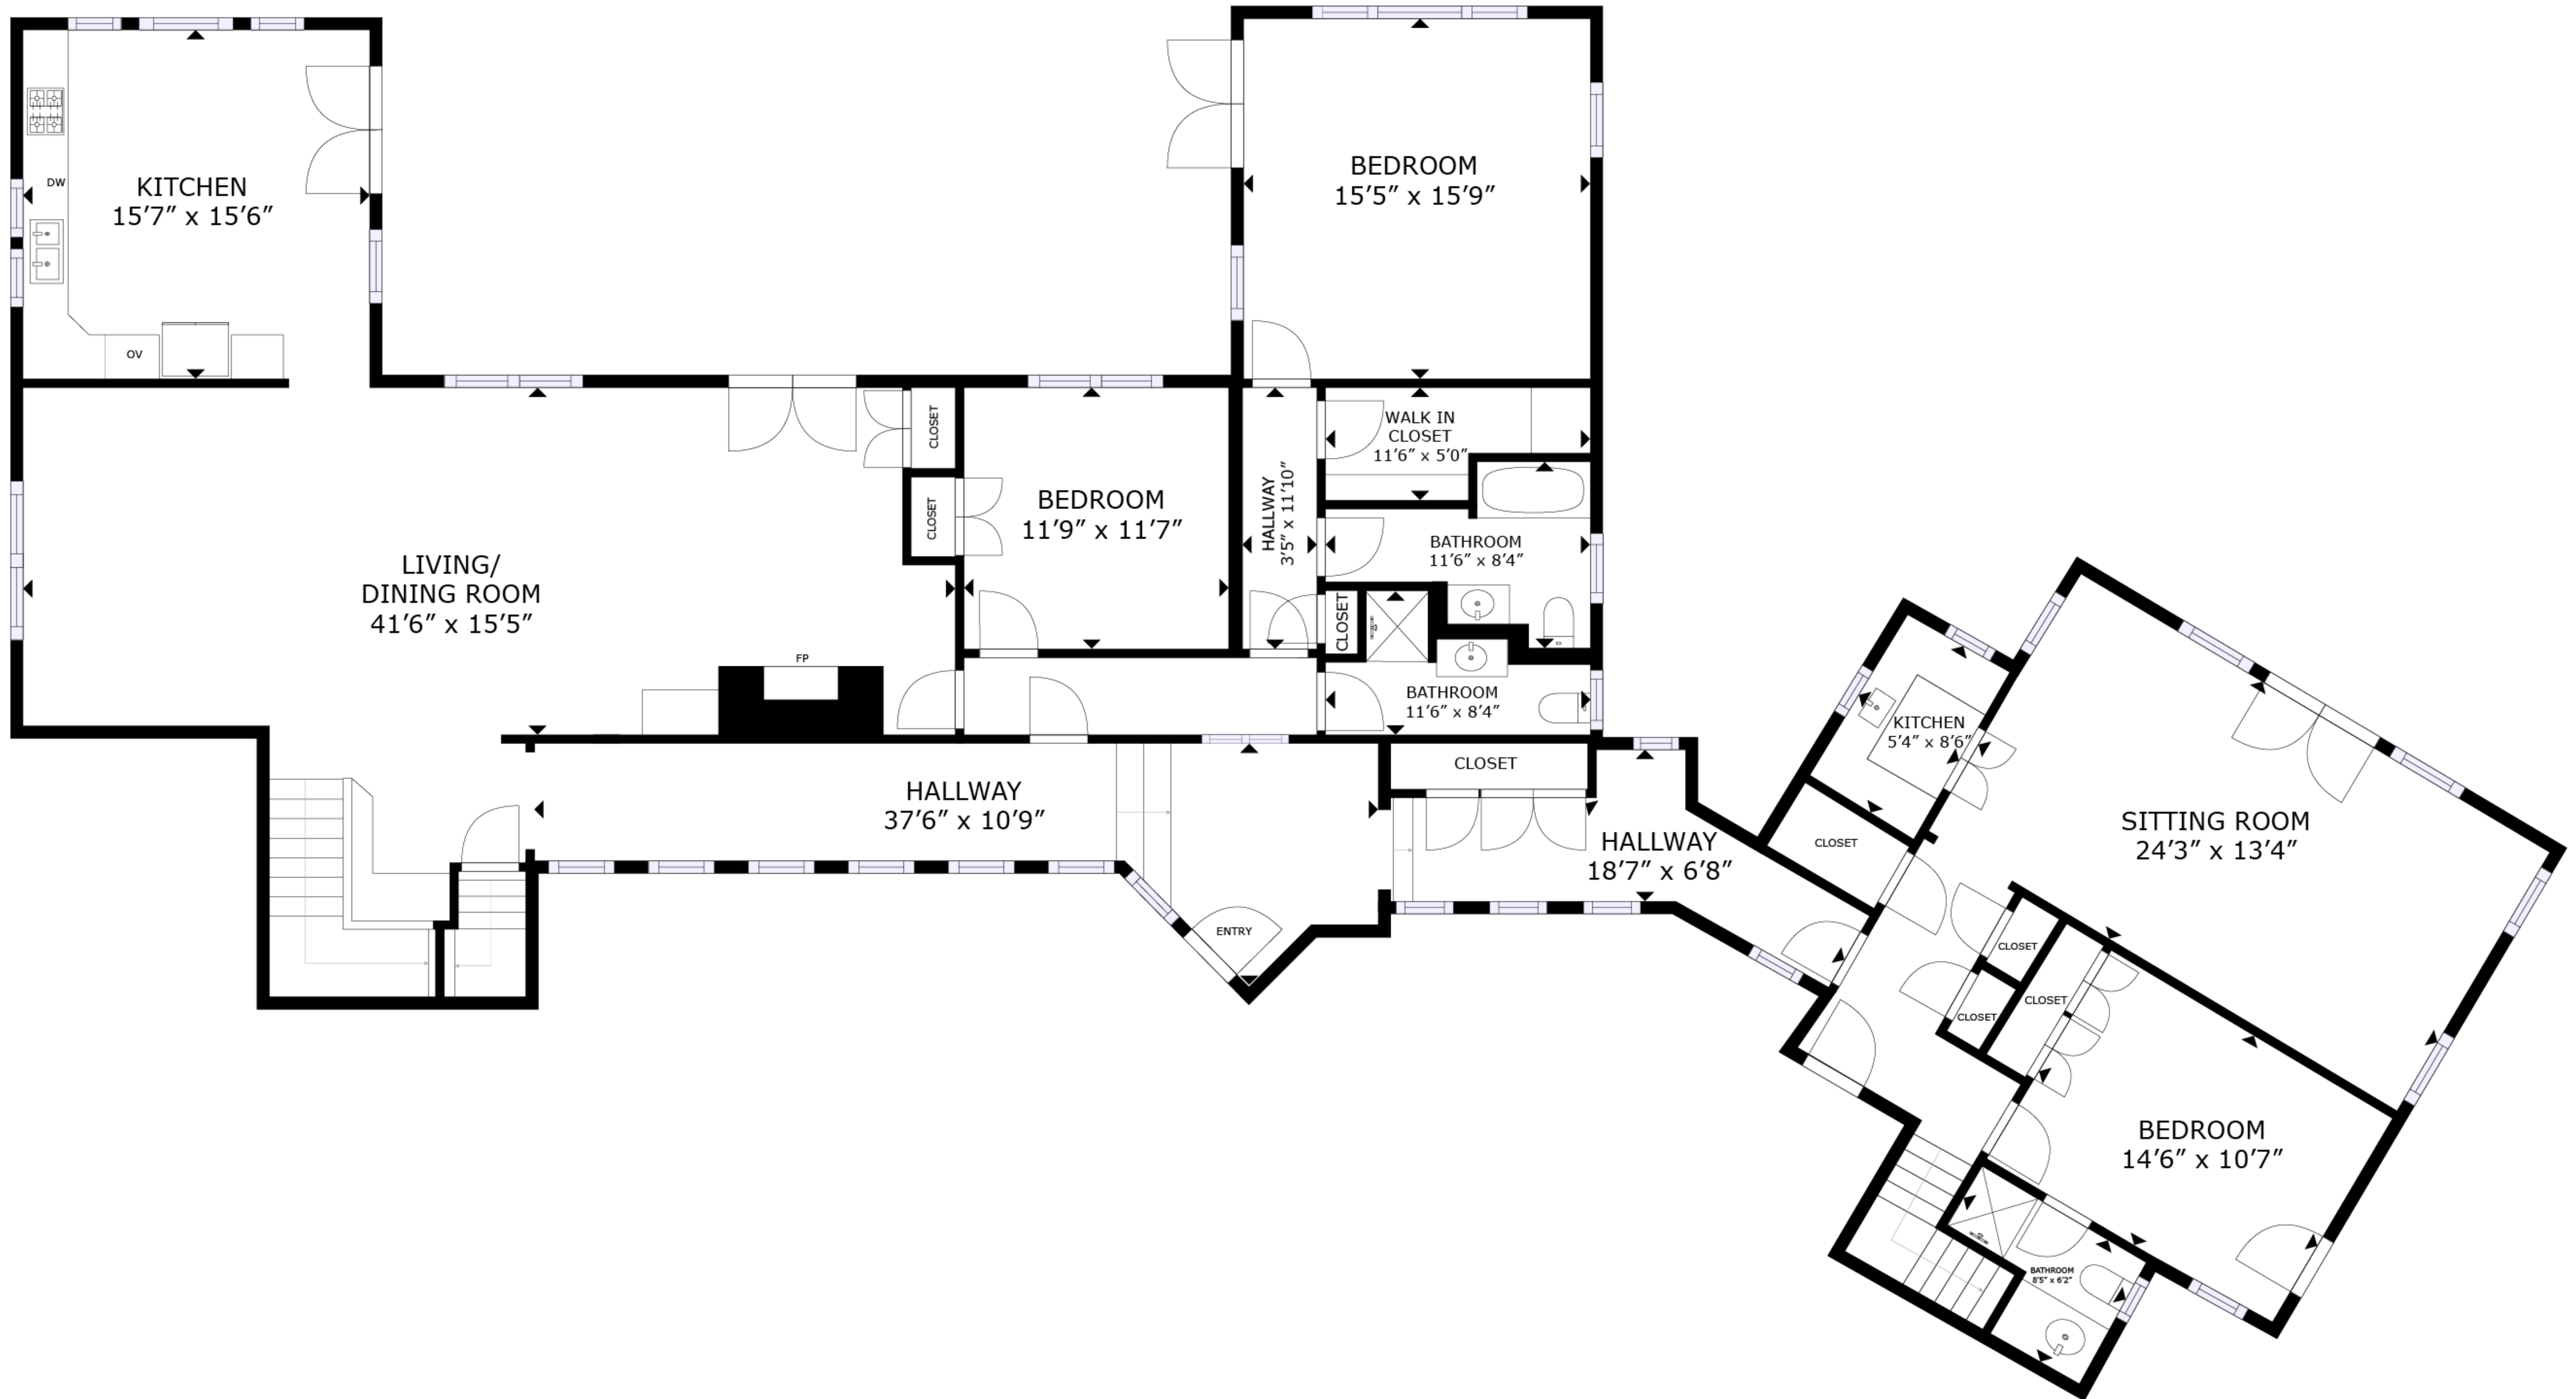 KITCHEN
15'7" x 15'6"
DW
OV
BEDROOM
15'5" x 15'9"
WALK IN
CLOSET
11'6" x 5'0"
CLOSET
CLOSET
BEDROOM
11'9" x 11'7"
HALLWAY
3'5" x 11'10"
BATHROOM
11'6" x 8'4"
LIVING/
DINING ROOM
41'6" x 15'5"
FP
CLOSET
BATHROOM
11'6" x 8'4"
HALLWAY
37'6" x 10'9"
CLOSET
HALLWAY
18'7" x 6'8"
ENTRY
KITCHEN
5'4" x 8'6"
CLOSET
SITTING ROOM
24'3" x 13'4"
CLOSET
CLOSET
CLOSET
BEDROOM
14'6" x 10'7"
BATHROOM
8'5" x 6'2"